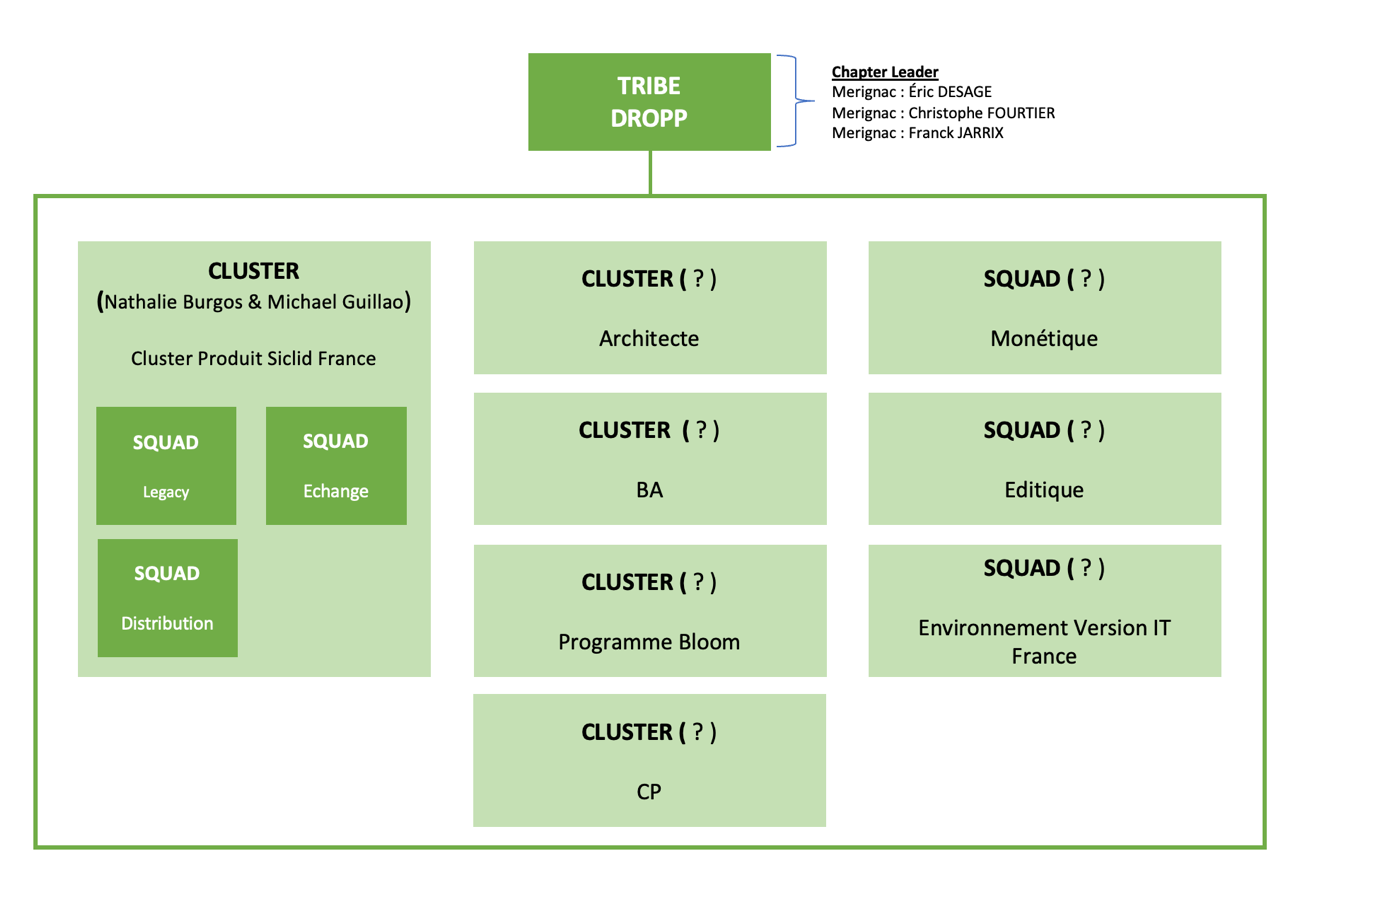 TRIBE
DROPP
Chapter Leader
Merignac : Éric DESAGE
Merignac : Christophe FOURTIER
Merignac : Franck JARRIX
CLUSTER
(Nathalie Burgos & Michael Guillao)
Cluster Produit Siclid France
SQUAD
Legacy
SQUAD
Echange
SQUAD
Distribution
CLUSTER ( ? )
Architecte
CLUSTER ( ? )
BA
CLUSTER ( ? )
Programme Bloom
CLUSTER ( ? )
CP
SQUAD ( ? )
Monétique
SQUAD ( ? )
Editique
SQUAD ( ? )
Environnement Version IT
France